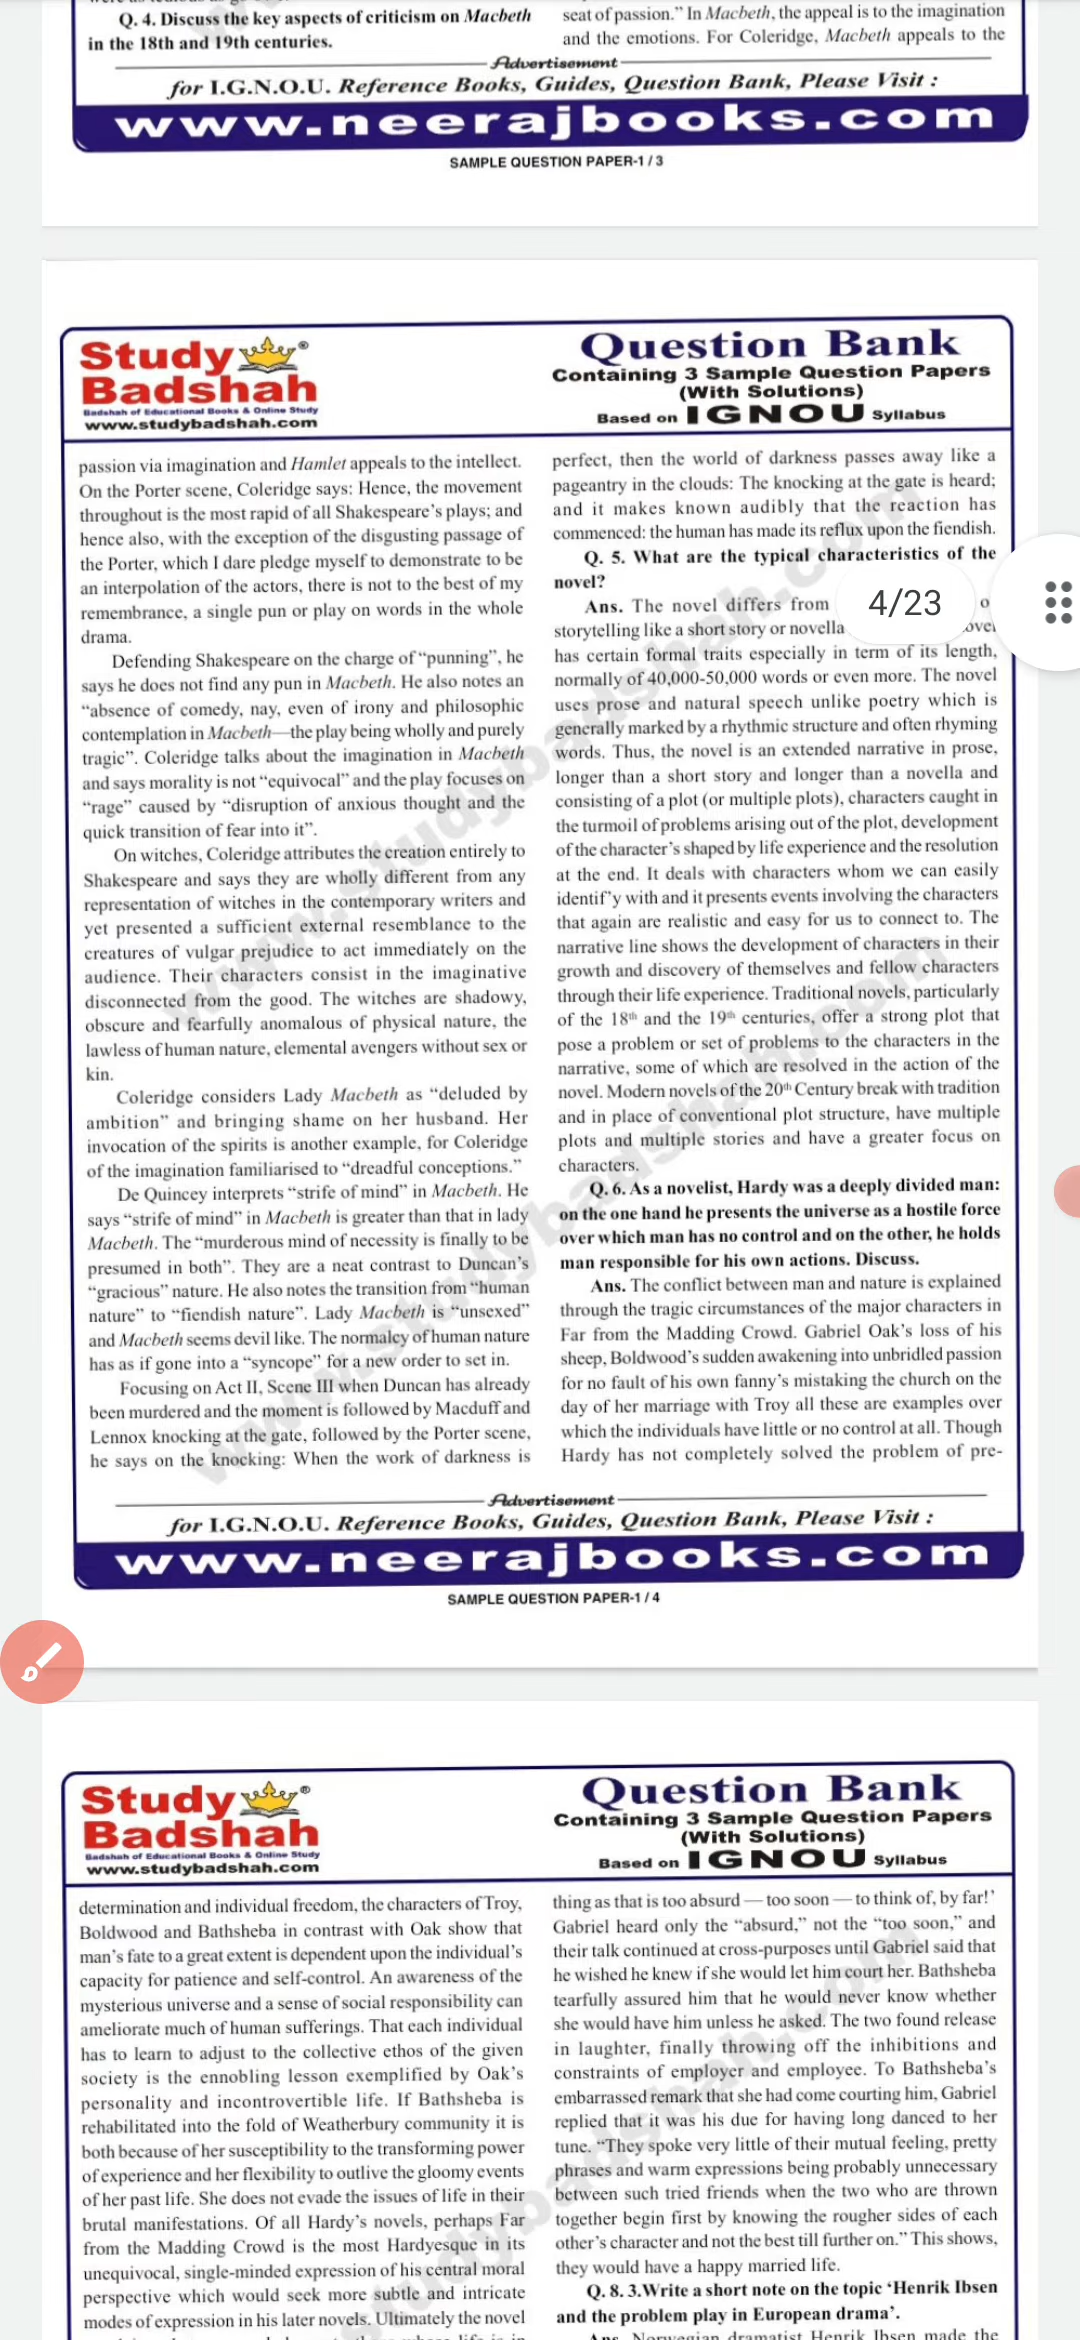 Q. 4. Discuss the key aspects of criticism on Macbeth
in the 18th and 19th centuries.
seat of passion.” In Macbeth, the appeal is to the imagination
and the emotions. For Coleridge, Macbeth appeals to the
Advertisement
for I.G.N.O.U. Reference Books, Guides, Question Bank, Please Visit :
www.neerajbooks.com
SAMPLE QUESTION PAPER-1 / 3
Study
Badshah
Badshah of Educational Books & Online Study
www.studybadshah.com
Question Bank
Containing 3 Sample Question Papers
(With Solutions)
Based on IGNOU Syllabus
passion via imagination and Hamlet appeals to the intellect.
On the Porter scene, Coleridge says: Hence, the movement
throughout is the most rapid of all Shakespeare’s plays; and
hence also, with the exception of the disgusting passage of
the Porter, which I dare pledge myself to demonstrate to be
an interpolation of the actors, there is not to the best of my
remembrance, a single pun or play on words in the whole
drama.
Defending Shakespeare on the charge of “punning”, he
says he does not find any pun in Macbeth. He also notes an
“absence of comedy, nay, even of irony and philosophic
contemplation in Macbeth—the play being wholly and purely
tragic”. Coleridge talks about the imagination in Macbeth
and says morality is not “equivocal” and the play focuses on
“rage” caused by “disruption of anxious thought and the
quick transition of fear into it”.
On witches, Coleridge attributes the creation entirely to
Shakespeare and says they are wholly different from any
representation of witches in the contemporary writers and
yet presented a sufficient external resemblance to the
creatures of vulgar prejudice to act immediately on the
audience. Their characters consist in the imaginative
disconnected from the good. The witches are shadowy,
obscure and fearfully anomalous of physical nature, the
lawless of human nature, elemental avengers without sex or
kin.
Coleridge considers Lady Macbeth as “deluded by
ambition” and bringing shame on her husband. Her
invocation of the spirits is another example, for Coleridge
of the imagination familiarised to “dreadful conceptions.”
De Quincey interprets “strife of mind” in Macbeth. He
says “strife of mind” in Macbeth is greater than that in lady
Macbeth. The “murderous mind of necessity is finally to be
presumed in both”. They are a neat contrast to Duncan’s
“gracious” nature. He also notes the transition from “human
nature” to “fiendish nature”. Lady Macbeth is “unsexed”
and Macbeth seems devil like. The normalcy of human nature
has as if gone into a “syncope” for a new order to set in.
Focusing on Act II, Scene III when Duncan has already
been murdered and the moment is followed by Macduff and
Lennox knocking at the gate, followed by the Porter scene,
he says on the knocking: When the work of darkness is
perfect, then the world of darkness passes away like a
pageantry in the clouds: The knocking at the gate is heard;
and it makes known audibly that the reaction has
commenced: the human has made its reflux upon the fiendish.
Q. 5. What are the typical characteristics of the
novel?
Ans. The novel differs from
storytelling like a short story or novella
has certain formal traits especially in term of its length,
normally of 40,000-50,000 words or even more. The novel
uses prose and natural speech unlike poetry which is
generally marked by a rhythmic structure and often rhyming
words. Thus, the novel is an extended narrative in prose,
longer than a short story and longer than a novella and
consisting of a plot (or multiple plots), characters caught in
the turmoil of problems arising out of the plot, development
of the character’s shaped by life experience and the resolution
at the end. It deals with characters whom we can easily
identif’y with and it presents events involving the characters
that again are realistic and easy for us to connect to. The
narrative line shows the development of characters in their
growth and discovery of themselves and fellow characters
through their life experience. Traditional novels, particularly
of the 18th and the 19th centuries, offer a strong plot that
pose a problem or set of problems to the characters in the
narrative, some of which are resolved in the action of the
novel. Modern novels of the 20th Century break with tradition
and in place of conventional plot structure, have multiple
plots and multiple stories and have a greater focus on
characters.
Q. 6. As a novelist, Hardy was a deeply divided man:
on the one hand he presents the universe as a hostile force
over which man has no control and on the other, he holds
man responsible for his own actions. Discuss.
Ans. The conflict between man and nature is explained
through the tragic circumstances of the major characters in
Far from the Madding Crowd. Gabriel Oak’s loss of his
sheep, Boldwood’s sudden awakening into unbridled passion
for no fault of his own fanny’s mistaking the church on the
day of her marriage with Troy all these are examples over
which the individuals have little or no control at all. Though
Hardy has not completely solved the problem of pre-
4/23
Advertisement
for I.G.N.O.U. Reference Books, Guides, Question Bank, Please Visit :
www.neerajbooks.com
SAMPLE QUESTION PAPER-1 / 4
Study
Badshah
Badshah of Educational Books & Online Study
www.studybadshah.com
Question Bank
Containing 3 Sample Question Papers
(With Solutions)
Based on IGNOU Syllabus
determination and individual freedom, the characters of Troy,
Boldwood and Bathsheba in contrast with Oak show that
man’s fate to a great extent is dependent upon the individual’s
capacity for patience and self-control. An awareness of the
mysterious universe and a sense of social responsibility can
ameliorate much of human sufferings. That each individual
has to learn to adjust to the collective ethos of the given
society is the ennobling lesson exemplified by Oak’s
personality and incontrovertible life. If Bathsheba is
rehabilitated into the fold of Weatherbury community it is
both because of her susceptibility to the transforming power
of experience and her flexibility to outlive the gloomy events
of her past life. She does not evade the issues of life in their
brutal manifestations. Of all Hardy’s novels, perhaps Far
from the Madding Crowd is the most Hardyesque in its
unequivocal, single-minded expression of his central moral
perspective which would seek more subtle and intricate
modes of expression in his later novels. Ultimately the novel
thing as that is too absurd — too soon — to think of, by far!’
Gabriel heard only the “absurd,” not the “too soon,” and
their talk continued at cross-purposes until Gabriel said that
he wished he knew if she would let him court her. Bathsheba
tearfully assured him that he would never know whether
she would have him unless he asked. The two found release
in laughter, finally throwing off the inhibitions and
constraints of employer and employee. To Bathsheba’s
embarrassed remark that she had come courting him, Gabriel
replied that it was his due for having long danced to her
tune. “They spoke very little of their mutual feeling, pretty
phrases and warm expressions being probably unnecessary
between such tried friends when the two who are thrown
together begin first by knowing the rougher sides of each
other’s character and not the best till further on.” This shows,
they would have a happy married life.
Q. 8. 3.Write a short note on the topic ‘Henrik Ibsen
and the problem play in European drama’.
Ans. Norwegian dramatist Henrik Ibsen made the